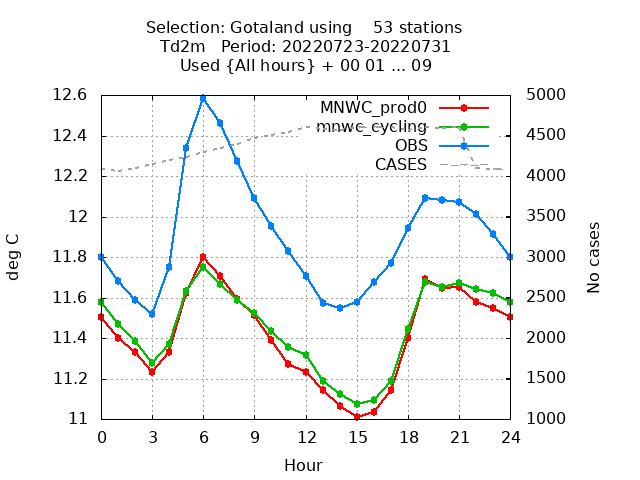 Selection: Gotaland using    53 stations
Td2m   Period: 20220723-20220731
Used {All hours} + 00 01 ... 09
MNWC_prod0
mnwc_cycling
OBS
CASES
12.6
12.4
12.2
12
11.8
11.6
11.4
11.2
11
5000
4500
4000
3500
3000
2500
2000
1500
1000
deg C
No cases
0 3 6 9 12 15 18 21 24
Hour